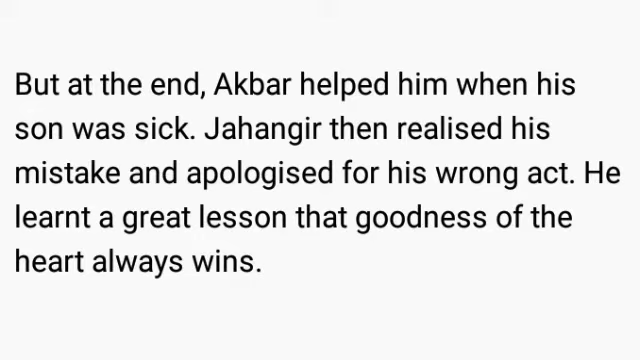 But at the end, Akbar helped him when his
son was sick. Jahangir then realised his
mistake and apologised for his wrong act. He
learnt a great lesson that goodness of the
heart always wins.